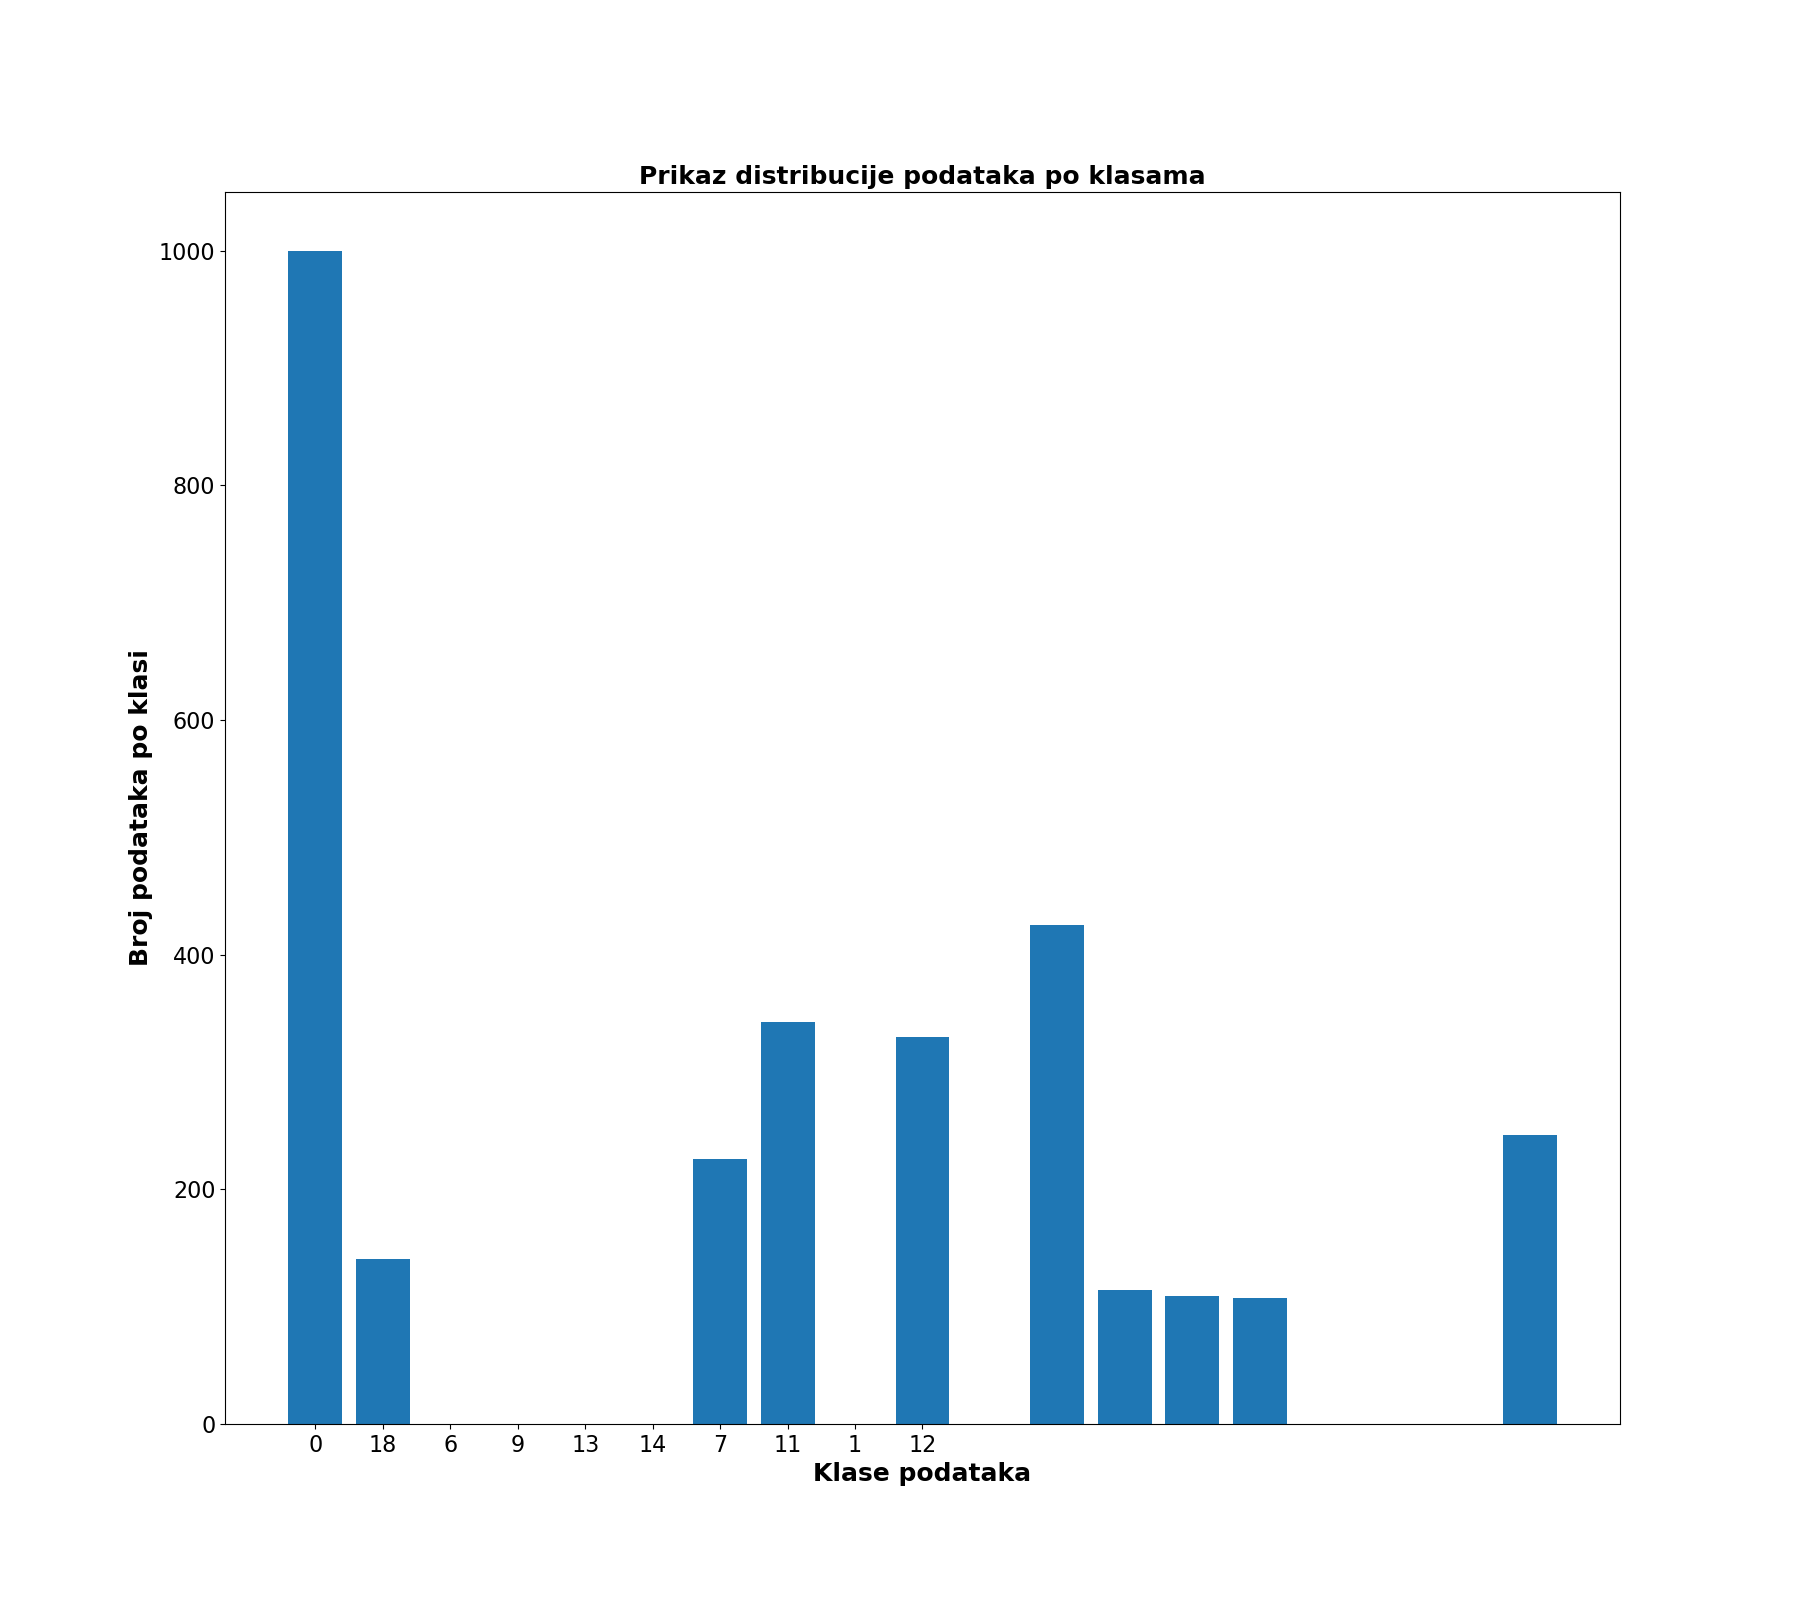 Prikaz distribucije podataka po klasama
1000
800
600
400
200
0
Broj podataka po klasi
0 18 6 9 13 14 7 11 1 12
Klase podataka